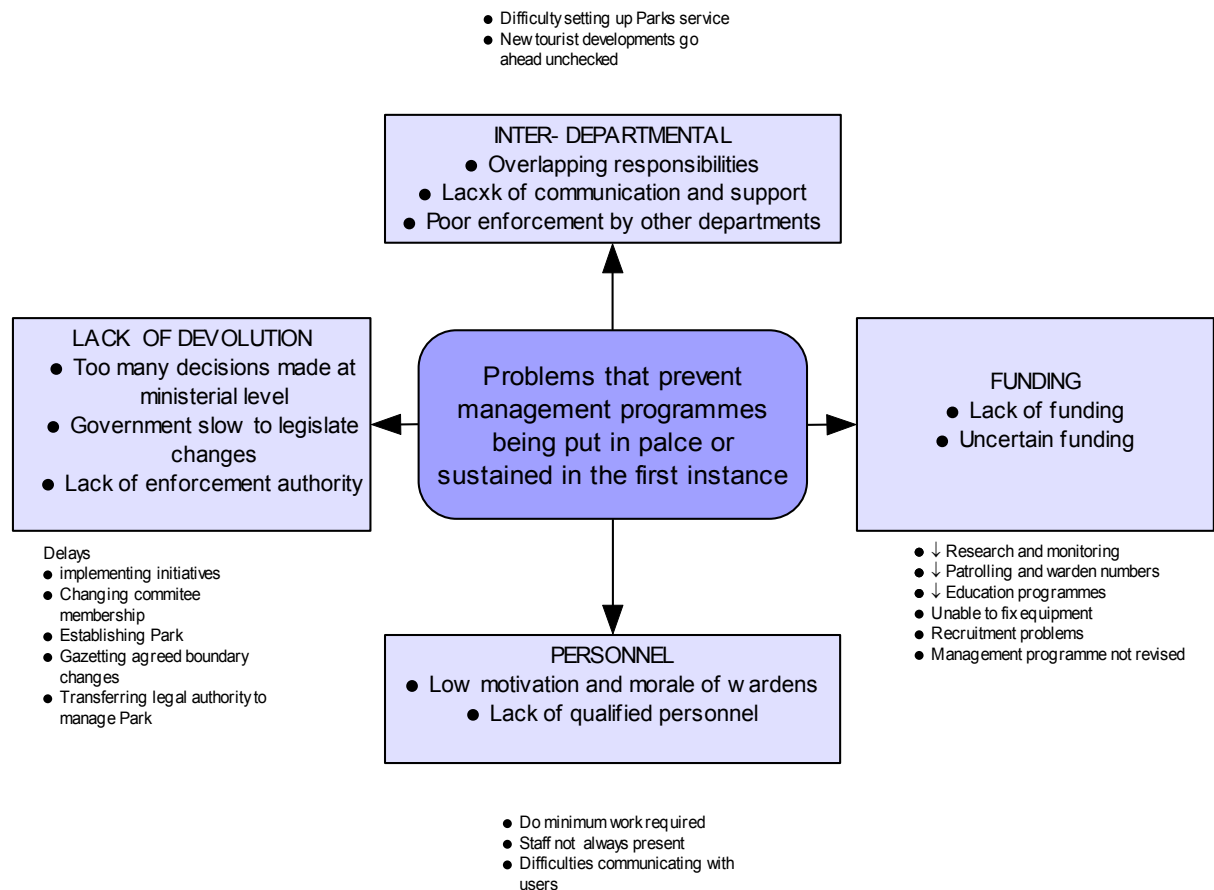 ● Difficulty setting up Parks service
● New tourist developments go
ahead unchecked
INTER- DEPARTMENTAL
● Overlapping responsibilities
● Lacxk of communication and support
● Poor enforcement by other departments
LACK OF DEVOLUTION
● Too many decisions made at
ministerial level
● Government slow to legislate
changes
● Lack of enforcement authority
Problems that prevent
management programmes
being put in palce or
sustained in the first instance
FUNDING
● Lack of funding
● Uncertain funding
Delays
● implementing initiatives
● Changing commitee
membership
● Establishing Park
● Gazetting agreed boundary
changes
● Transferring legal authority to
manage Park
● ↓ Research and monitoring
● ↓ Patrolling and warden numbers
● ↓ Education programmes
● Unable to fix equipment
● Recruitment problems
● Management programme not revised
PERSONNEL
● Low motivation and morale of wardens
● Lack of qualified personnel
● Do minimum work required
● Staff not always present
● Difficulties communicating with
users